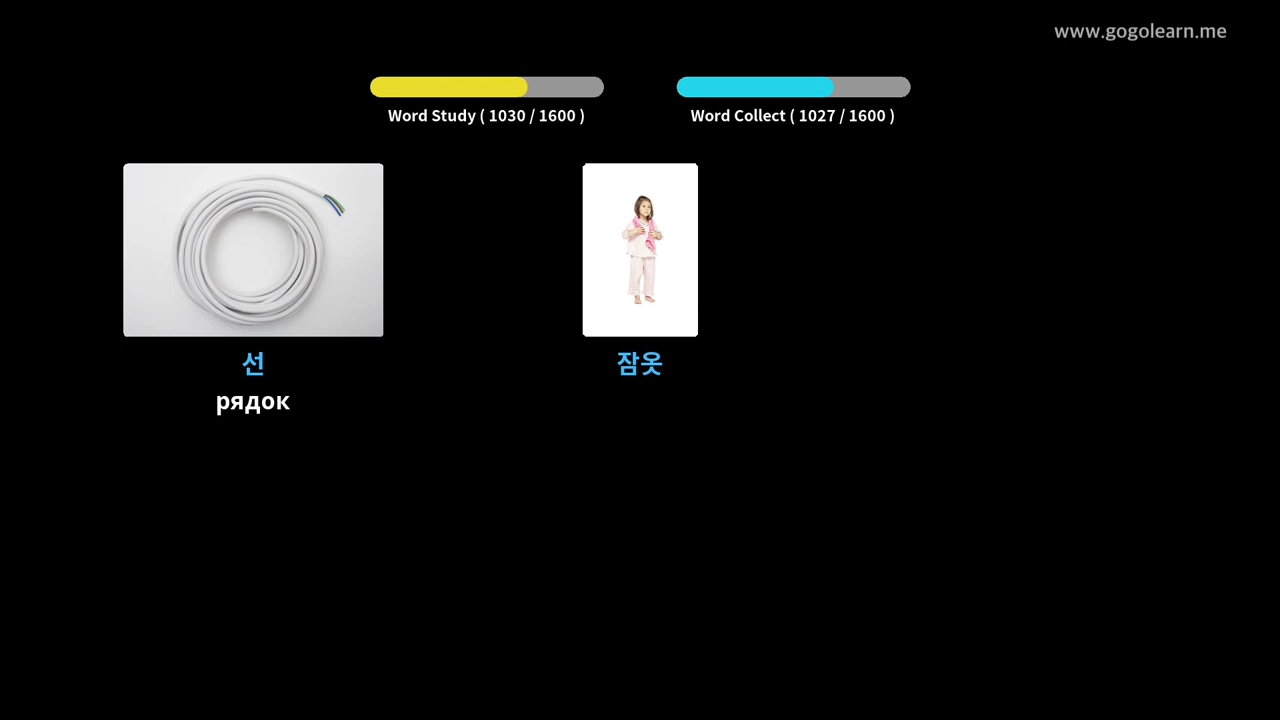 www.gogolearn.me
Word Study ( 1030 / 1600 )
Word Collect ( 1027 / 1600 )
선
잠옷
рядок